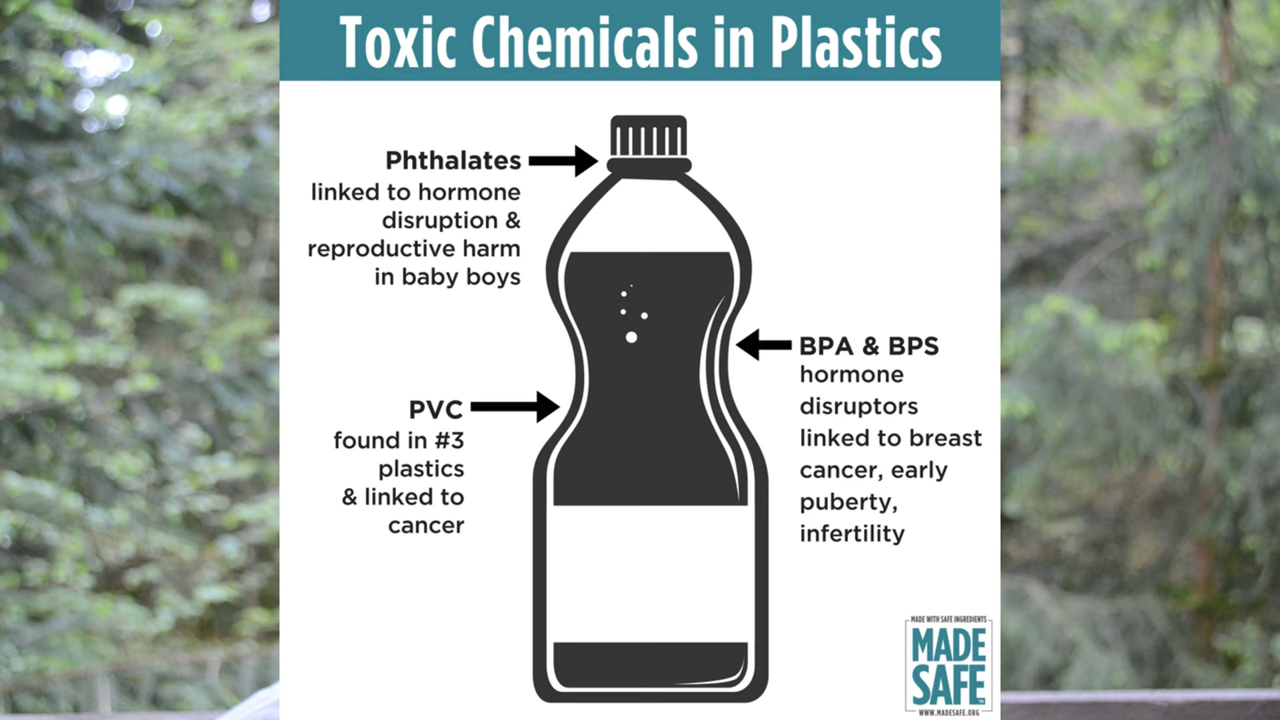 Toxic Chemicals in Plastics
Phthalates
linked to hormone
disruption &
reproductive harm
in baby boys
BPA & BPS
hormone
disruptors
linked to breast
cancer, early
puberty,
infertility
PVC
found in #3
plastics
& linked to
cancer
MADE WITH SAFE INGREDIENTS
MADE
SAFE
WWW.MADESAFE.ORG